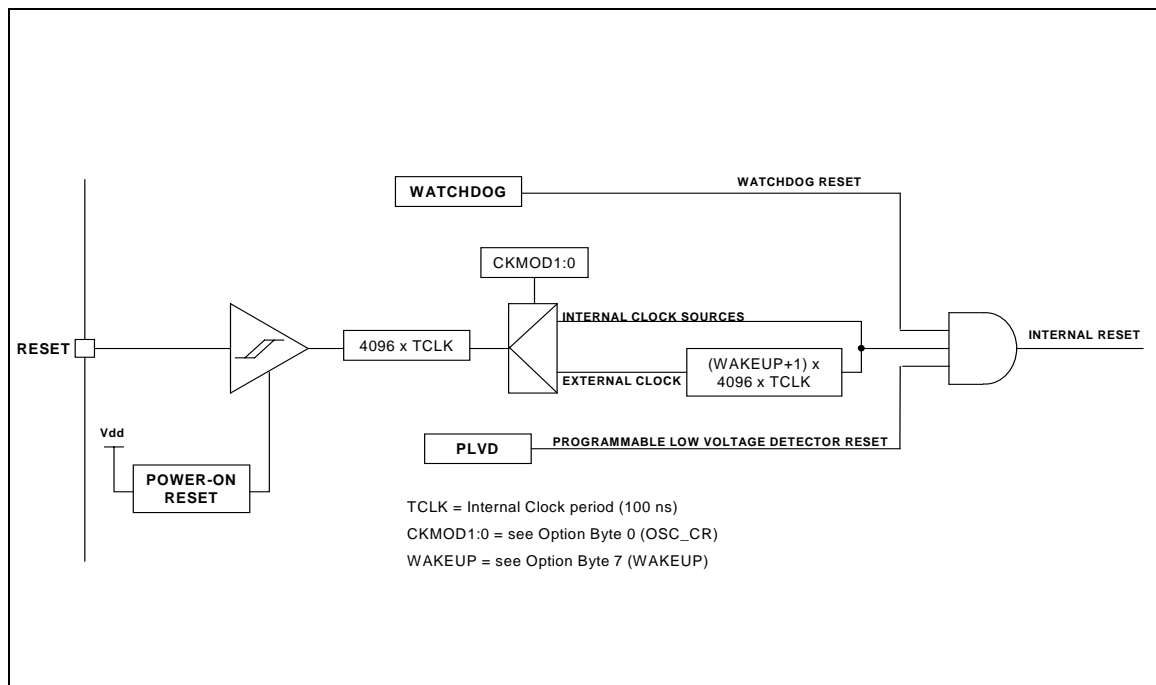 WATCHDOG
WATCHDOG RESET
CKMOD1:0
INTERNAL CLOCK SOURCES
RESET
4096 x TCLK
INTERNAL RESET
(WAKEUP+1) x
4096 x TCLK
EXTERNAL CLOCK
Vdd
PLVD
PROGRAMMABLE LOW VOLTAGE DETECTOR RESET
POWER-ON
RESET
TCLK = Internal Clock period (100 ns)
CKMOD1:0 = see Option Byte 0 (OSC_CR)
WAKEUP = see Option Byte 7 (WAKEUP)